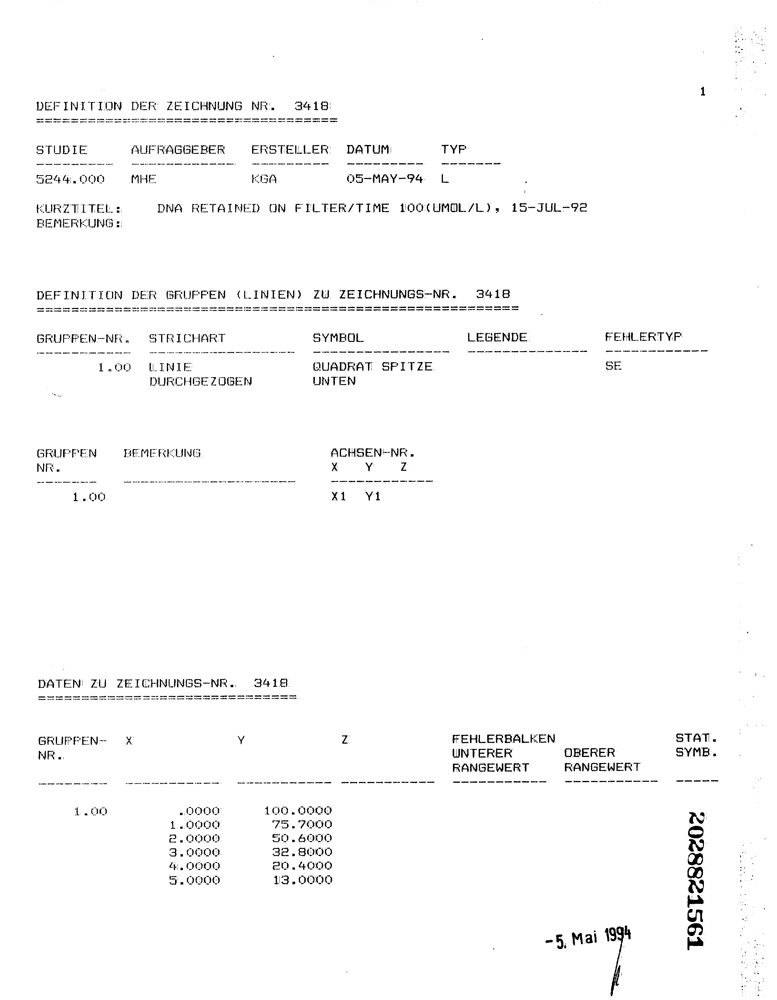 1
DEFINITION DER ZEICHNUNG NR. 3418
===================================
STUDIE AUFRAGGEBER ERSTELLER DATUM TYP
5244.000 MHE KGA 05-MAY-94 L
KURZTITEL: DNA RETAINED ON FILTER/TIME 100(UMOL/L), 15-JUL-92
BEMERKUNG:
DEFINITION DER GRUPPEN (LINIEN) ZU ZEICHNUNGS-NR. 3418
========================================================
GRUPPEN-NR. STRICHART SYMBOL LEGENDE FEHLERTYP
1.00 LINIE QUADRAT SPITZE SE
DURCHGEZOGEN UNTEN
GRUPPEN BEMERKUNG ACHSEN-NR.
NR. X Y Z
1.00 X1 Y1
DATEN ZU ZEICHNUNGS-NR. 3418
==============================
GRUPPEN- X Y Z FEHLERBALKEN STAT.
NR. UNTERER OBERER SYMB.
RANGEWERT RANGEWERT
1.00 .0000 100.0000
1.0000 75.7000
2.0000 50.6000
3.0000 32.8000
4.0000 20.4000
5.0000 13.0000
2028821561
-5. Mai 1994